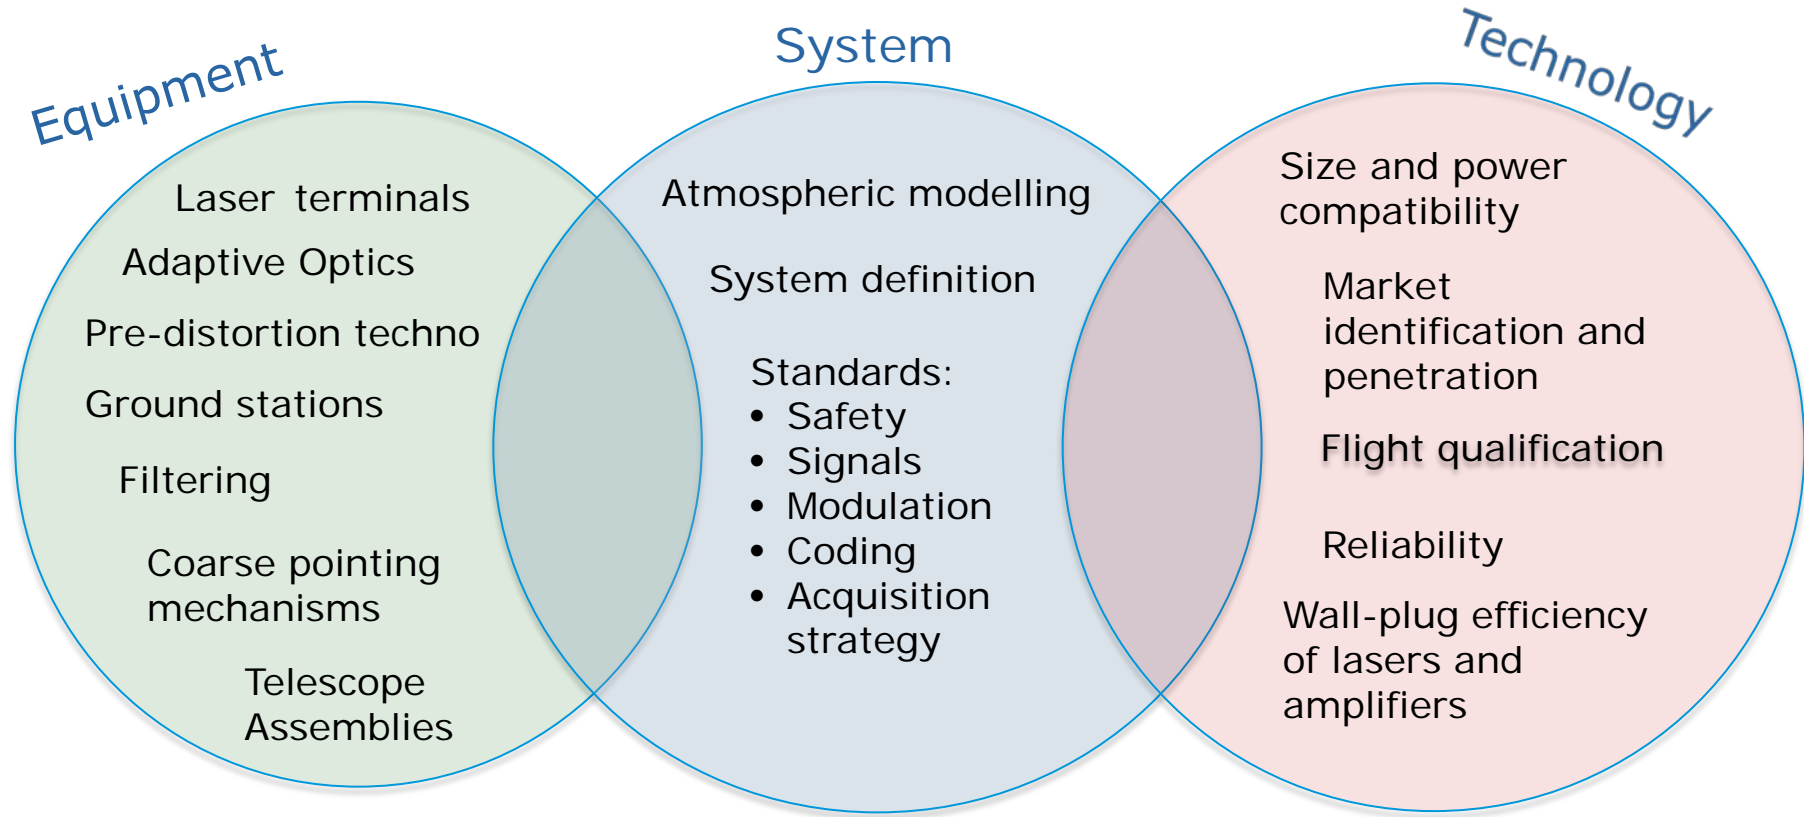 Equipment
Laser terminals
Adaptive Optics
Pre-distortion techno
Ground stations
Filtering
Coarse pointing
mechanisms
Telescope
Assemblies
System
Atmospheric modelling
System definition
Standards:
• Safety
• Signals
• Modulation
• Coding
• Acquisition
strategy
Technology
Size and power
compatibility
Market
identification and
penetration
Flight qualification
Reliability
Wall-plug efficiency
of lasers and
amplifiers